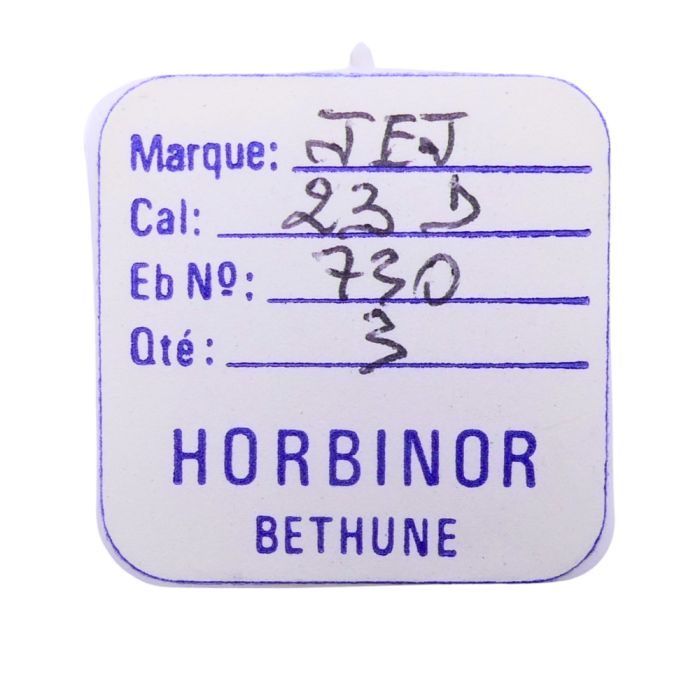 Marque: JEJ
Cal: 23 D
Eb Nº: 730
Qté: 3
HORBINOR
BETHUNE